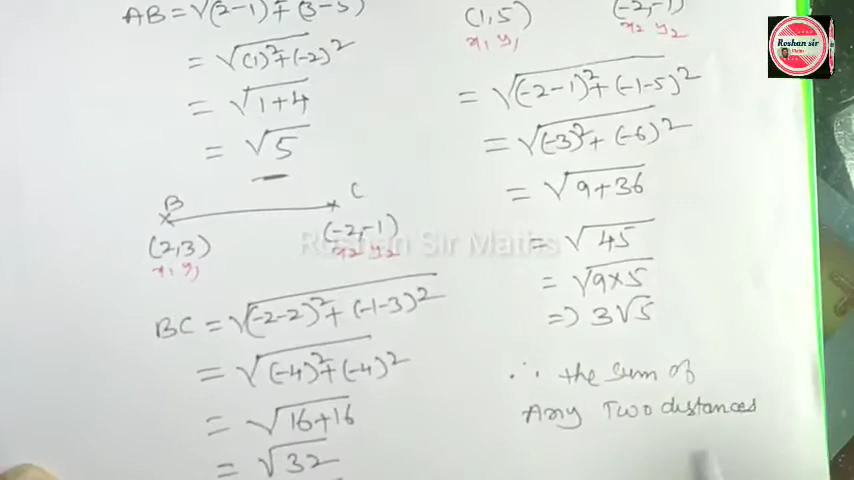 AB = √(2-1)² + (3-5)²
= √(1)² + (-2)²
= √1+4
= √5
B C
(2,3) (-2,-1)
x₁ y₁ x₂ y₂
BC = √(-2-2)² + (-1-3)²
= √(-4)² + (-4)²
= √16+16
= √32
(1,5) (-2,-1)
x₁ y₁ x₂ y₂
= √(-2-1)² + (-1-5)²
= √(-3)² + (-6)²
= √9+36
= √45
= √9×5
=> 3√5
∴ the sum of
Any Two distances
Roshan sir
Maths
Roshan Sir Maths